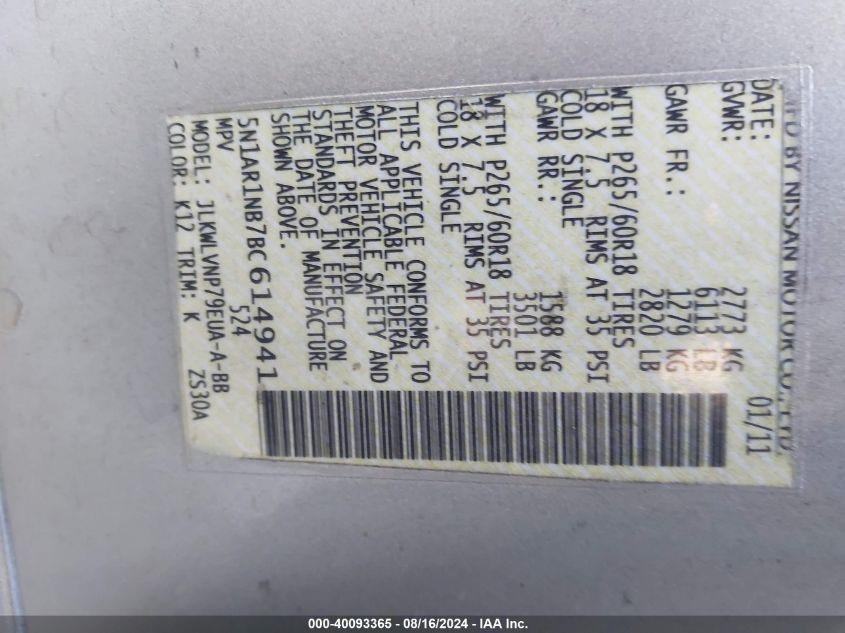 MFD BY NISSAN MOTOR CO., LTD.
DATE: 01/11
GVWR: 2773 KG
6113 LB
GAWR FR.: 1279 KG
2820 LB
WITH P265/60R18 TIRES
18 X 7.5 RIMS AT 35 PSI
COLD SINGLE
GAWR RR.: 1588 KG
3501 LB
WITH P265/60R18 TIRES
18 X 7.5 RIMS AT 35 PSI
COLD SINGLE
THIS VEHICLE CONFORMS TO
ALL APPLICABLE FEDERAL
MOTOR VEHICLE SAFETY AND
THEFT PREVENTION
STANDARDS IN EFFECT ON
THE DATE OF MANUFACTURE
SHOWN ABOVE.
5N1AR1NB7BC614941
MPV 524
MODEL: JLKWLVNP79EUA-A-BB
COLOR: K12 TRIM: K ZS30A
000-40093365 - 08/16/2024 - IAA Inc.